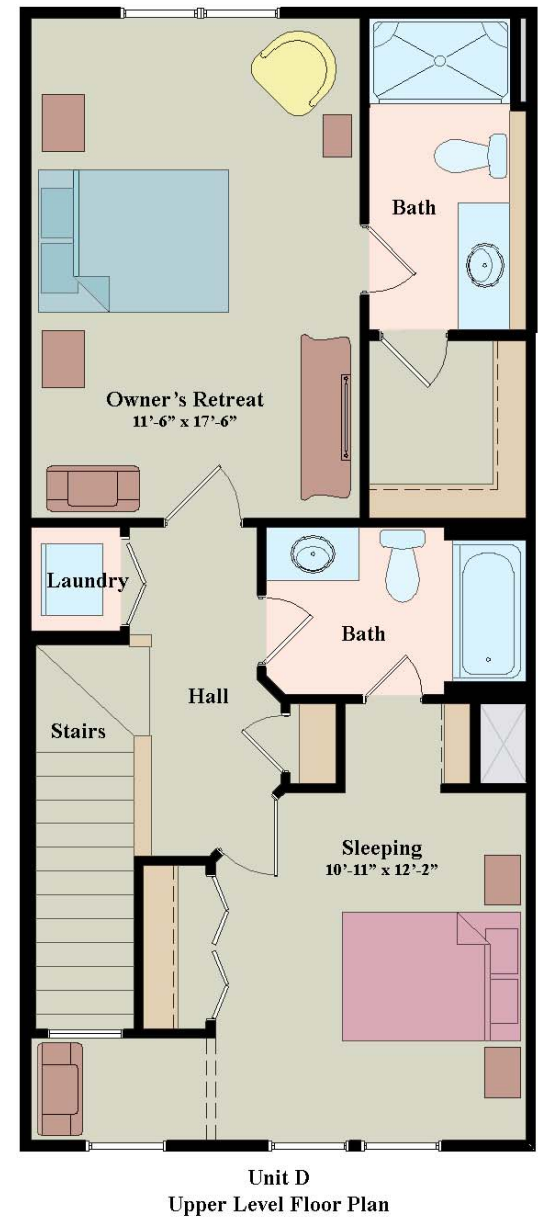 Bath
Owner's Retreat
11'-6" x 17'-6"
Laundry
Bath
Hall
Stairs
Sleeping
10'-11" x 12'-2"
Unit D
Upper Level Floor Plan